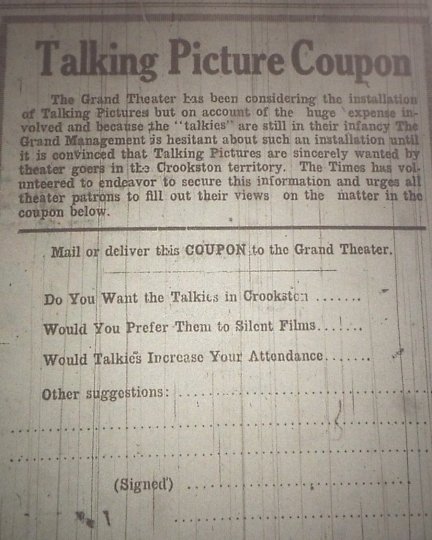 Talking Picture Coupon
The Grand Theater has been considering the installation
of Talking Pictures but on account of the huge expense in-
volved and because the "talkies" are still in their infancy The
Grand Management is hesitant about such an installation until
it is convinced that Talking Pictures are sincerely wanted by
theater goers in the Crookston territory. The Times has vol-
unteered to endeavor to secure this information and urges all
theater patrons to fill out their views on the matter in the
coupon below.
Mail or deliver this COUPON to the Grand Theater.
Do You Want the Talkies in Crookston .......
Would You Prefer Them to Silent Films.......
Would Talkies Increase Your Attendance.......
Other suggestions: ..............................
..................................................
..................................................
(Signed) ..............................
..............................